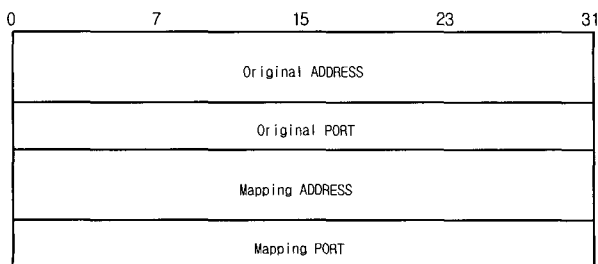 0 7 15 23 31
Original ADDRESS
Original PORT
Mapping ADDRESS
Mapping PORT